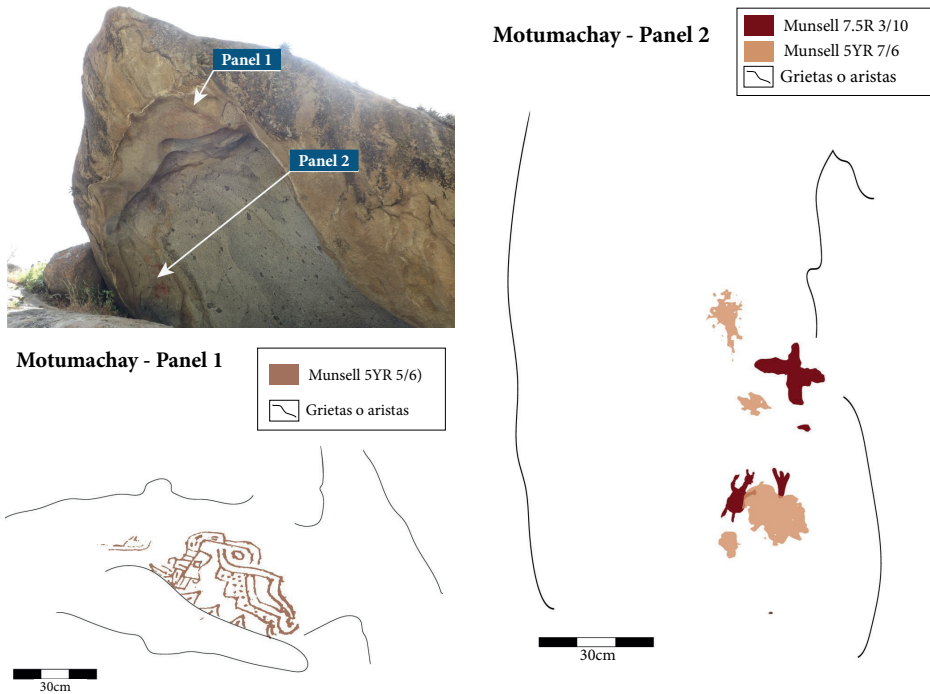 Panel 1
Panel 2
Motumachay - Panel 1
Munsell 5YR 5/6)
Grietas o aristas
30cm
Motumachay - Panel 2
Munsell 7.5R 3/10
Munsell 5YR 7/6
Grietas o aristas
30cm